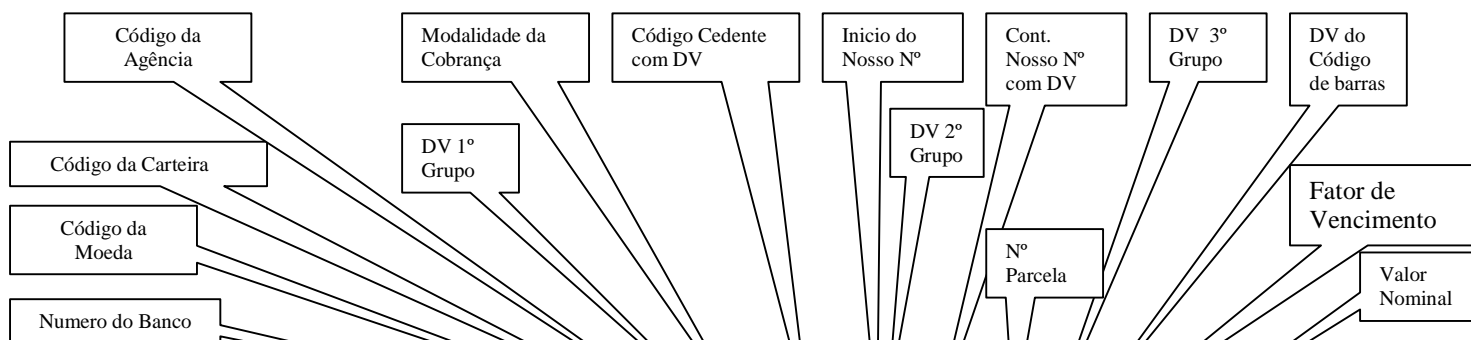 Código da
Agência
Modalidade da
Cobrança
Código Cedente
com DV
Inicio do
Nosso Nº
Cont.
Nosso Nº
com DV
DV 3º
Grupo
DV do
Código
de barras
DV 1º
Grupo
DV 2º
Grupo
Código da Carteira
Fator de
Vencimento
Código da
Moeda
Nº
Parcela
Valor
Nominal
Numero do Banco